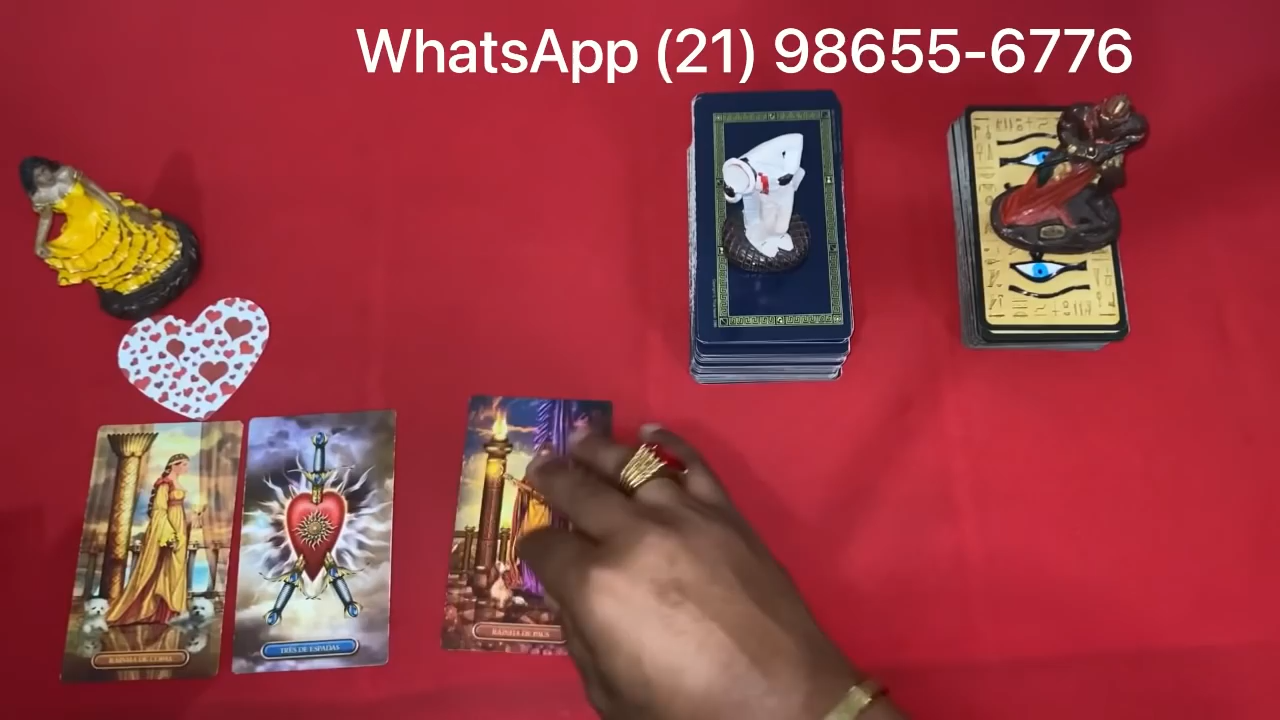 WhatsApp (21) 98655-6776
RAINHA DE COPAS
TRÊS DE ESPADAS
RAINHA DE PAUS